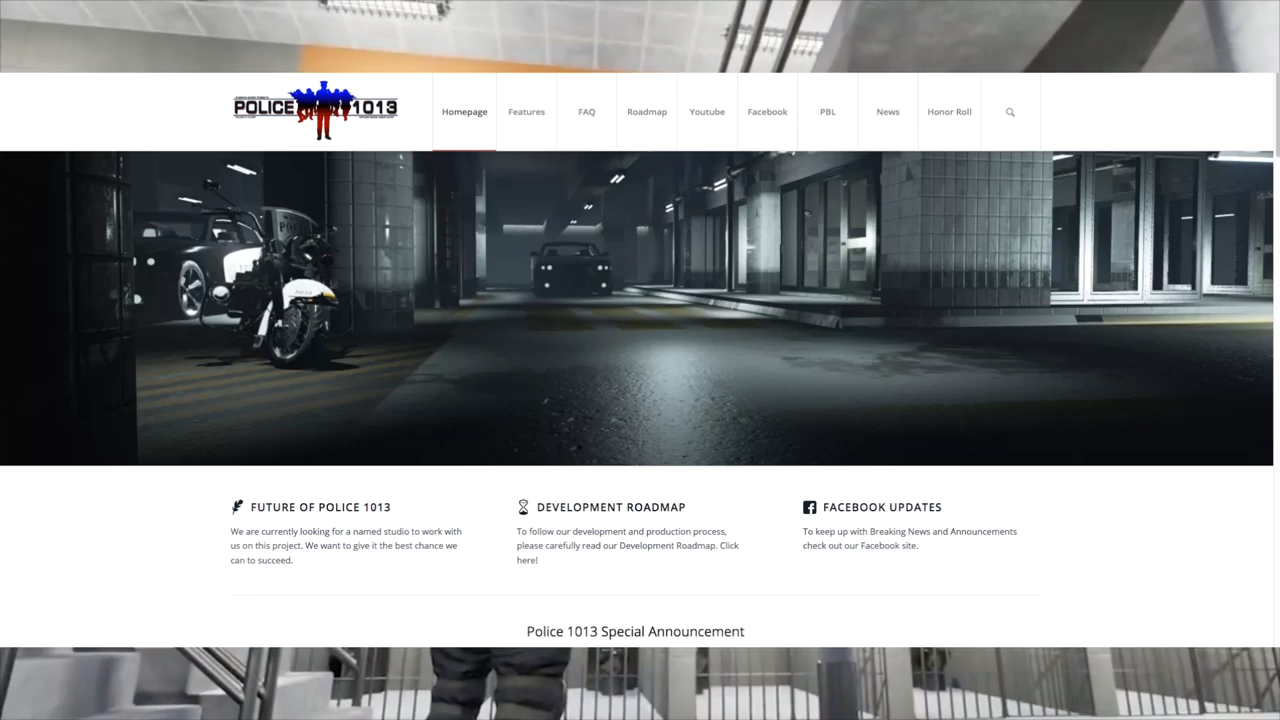 POLICE 1013
Homepage
Features
FAQ
Roadmap
Youtube
Facebook
PBL
News
Honor Roll
FUTURE OF POLICE 1013
We are currently looking for a named studio to work with
us on this project. We want to give it the best chance we
can to succeed.
DEVELOPMENT ROADMAP
To follow our development and production process,
please carefully read our Development Roadmap. Click
here!
FACEBOOK UPDATES
To keep up with Breaking News and Announcements
check out our Facebook site.
Police 1013 Special Announcement